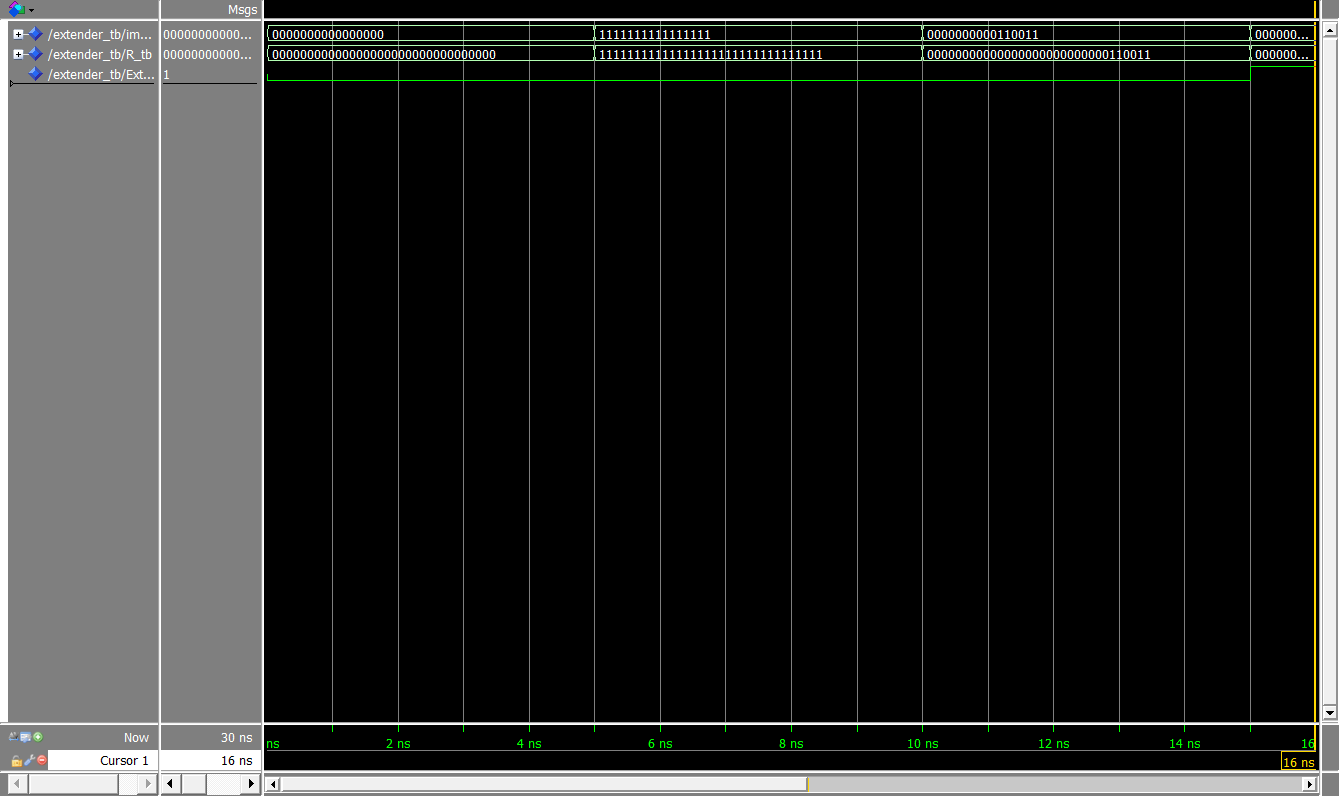 Msgs
/extender_tb/im... 00000000000... 0000000000000000 1111111111111111 0000000000110011 000000...
/extender_tb/R_tb 00000000000... 00000000000000000000000000000000 11111111111111111111111111111111 00000000000000000000000000110011 000000...
/extender_tb/Ext... 1
Now 30 ns ns 2 ns 4 ns 6 ns 8 ns 10 ns 12 ns 14 ns 16
Cursor 1 16 ns 16 ns